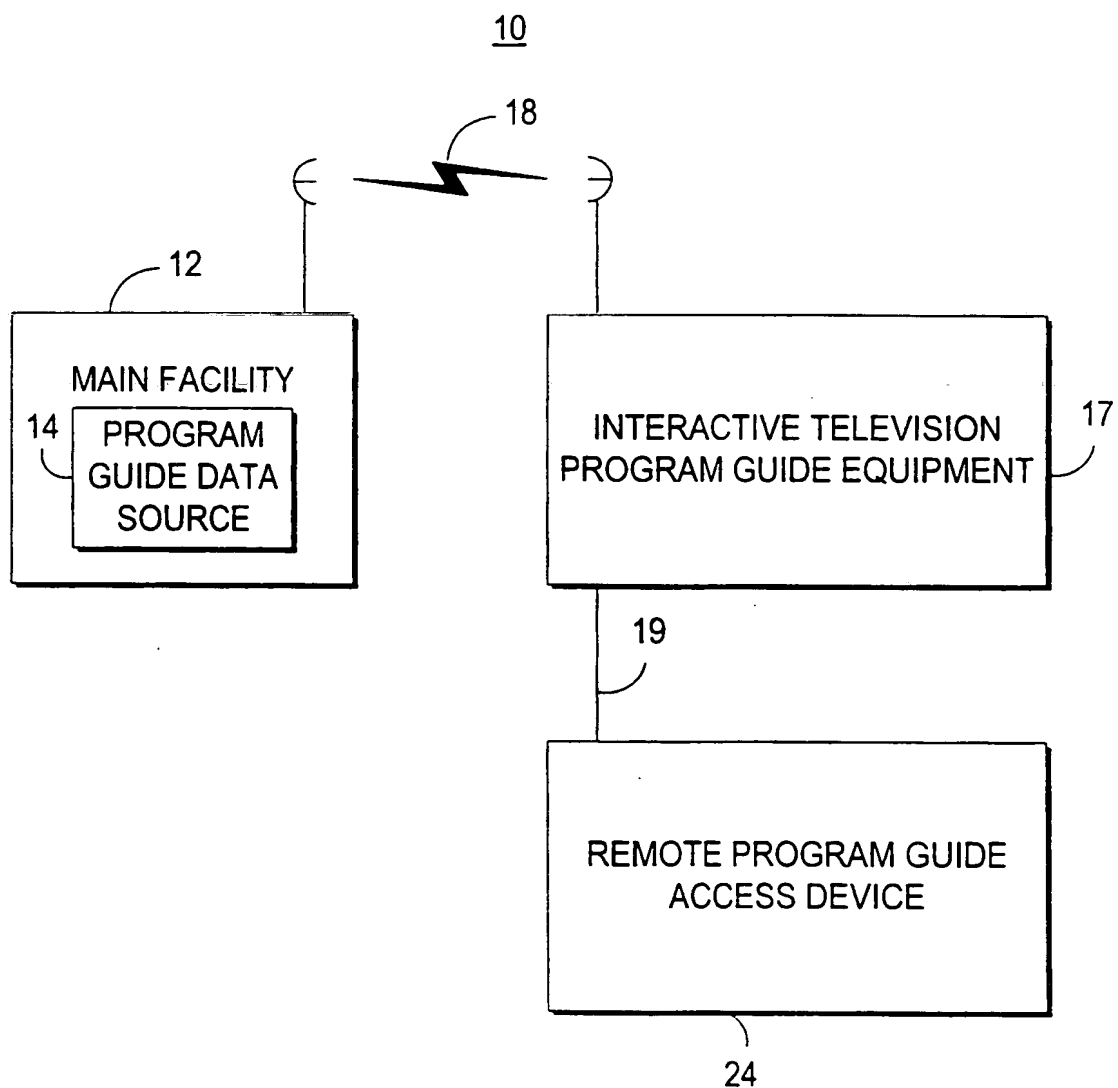 10
18
12
MAIN FACILITY
14
PROGRAM
GUIDE DATA
SOURCE
INTERACTIVE TELEVISION
PROGRAM GUIDE EQUIPMENT
17
19
REMOTE PROGRAM GUIDE
ACCESS DEVICE
24